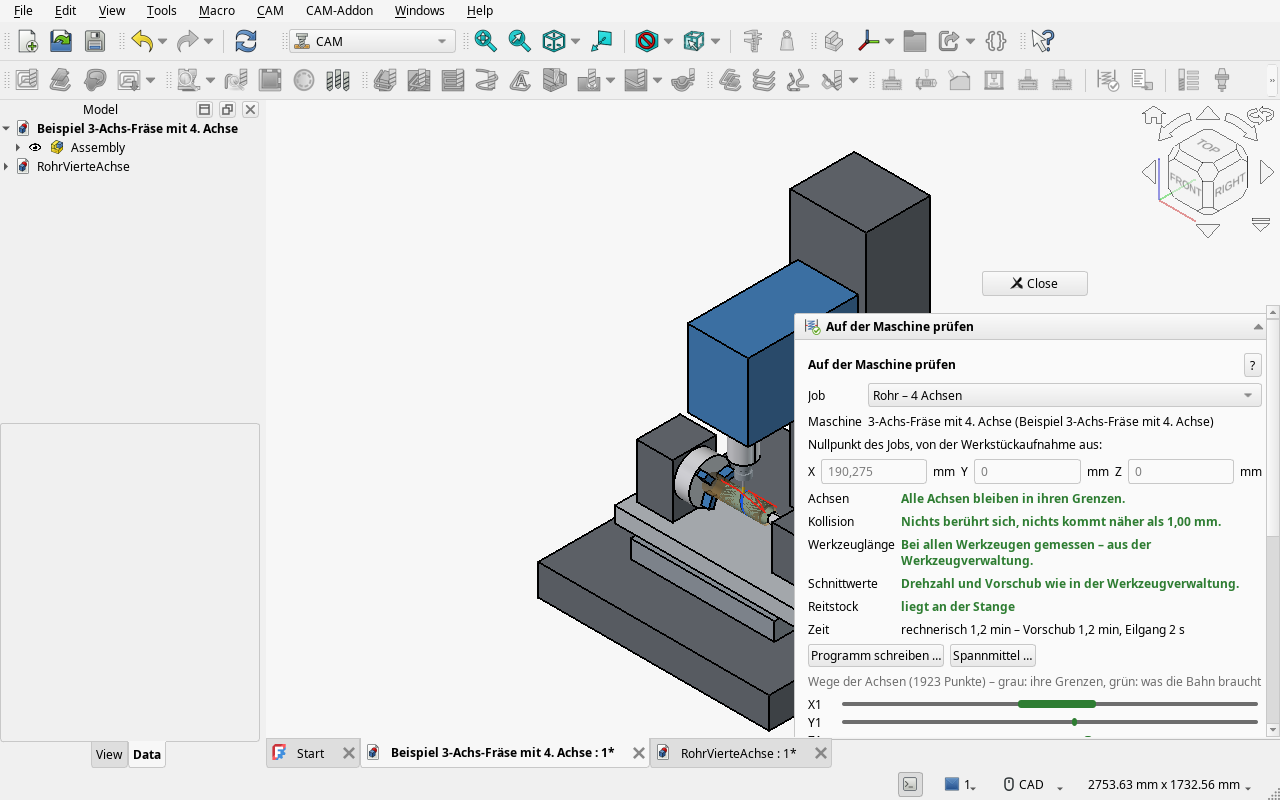 File Edit View Tools Macro CAM CAM-Addon Windows Help
CAM
Model
Beispiel 3-Achs-Fräse mit 4. Achse
Assembly
RohrVierteAchse
TOP
FRONT
RIGHT
Close
Auf der Maschine prüfen
Auf der Maschine prüfen
?
Job Rohr – 4 Achsen
Maschine 3-Achs-Fräse mit 4. Achse (Beispiel 3-Achs-Fräse mit 4. Achse)
Nullpunkt des Jobs, von der Werkstückaufnahme aus:
X 190,275 mm Y 0 mm Z 0 mm
Achsen Alle Achsen bleiben in ihren Grenzen.
Kollision Nichts berührt sich, nichts kommt näher als 1,00 mm.
Werkzeuglänge Bei allen Werkzeugen gemessen – aus der
Werkzeugverwaltung.
Schnittwerte Drehzahl und Vorschub wie in der Werkzeugverwaltung.
Reitstock liegt an der Stange
Zeit rechnerisch 1,2 min – Vorschub 1,2 min, Eilgang 2 s
Programm schreiben ... Spannmittel ...
Wege der Achsen (1923 Punkte) – grau: ihre Grenzen, grün: was die Bahn braucht
X1
Y1
View Data
Start Beispiel 3-Achs-Fräse mit 4. Achse : 1* RohrVierteAchse : 1*
1 CAD 2753.63 mm x 1732.56 mm